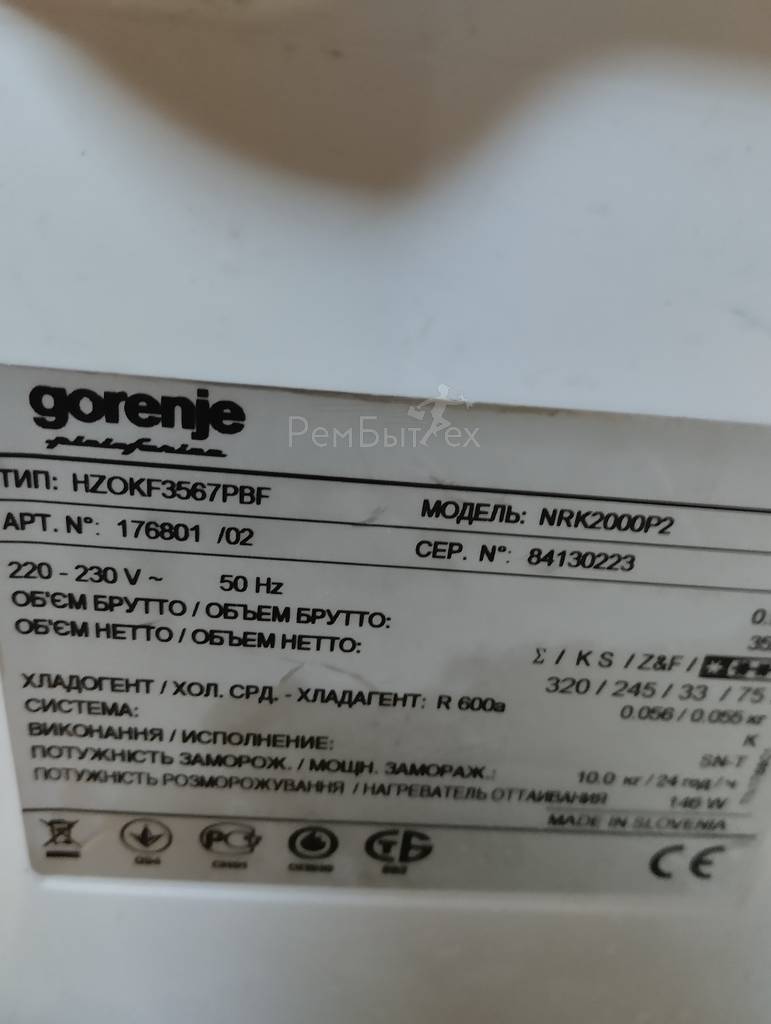 gorenje
РемБытТех
ТИП: HZOKF3567PBF
МОДЕЛЬ: NRK2000P2
АРТ. N°: 176801 /02
СЕР. N°: 84130223
220 - 230 V ~ 50 Hz
ОБ'ЄМ БРУТТО / ОБЪЕМ БРУТТО:
ОБ'ЄМ НЕТТО / ОБЪЕМ НЕТТО:
Σ / K S / Z&F /
320 / 245 / 33 / 75
ХЛАДОГЕНТ / ХОЛ. СРД. - ХЛАДАГЕНТ: R 600a
0.056 / 0.055 кг
СИСТЕМА:
K
ВИКОНАННЯ / ИСПОЛНЕНИЕ:
SN-T
ПОТУЖНІСТЬ ЗАМОРОЖ. / МОЩН. ЗАМОРАЖ.:
10.0 кг / 24 год / ч
ПОТУЖНІСТЬ РОЗМОРОЖУВАННЯ / НАГРЕВАТЕЛЬ ОТТАИВАНИЯ
146 W
MADE IN SLOVENIA
CE